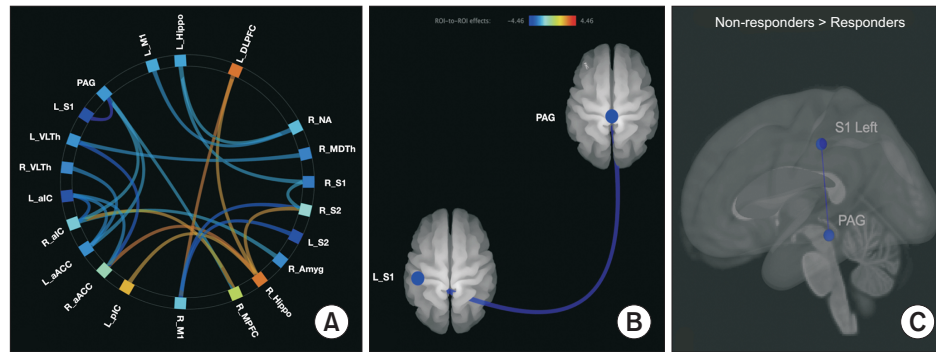 L_M1
L_Hippo
L_DLPFC
PAG
L_S1
L_VLTh
R_VLTh
L_aIC
R_aIC
L_aACC
R_aACC
L_pIC
R_M1
R_MPFC
R_Hippo
R_Amyg
L_S2
R_S2
R_S1
R_MDTh
R_NA
A
ROI-to-ROI effects: −4.46 4.46
PAG
L_S1
B
Non-responders > Responders
S1 Left
PAG
C